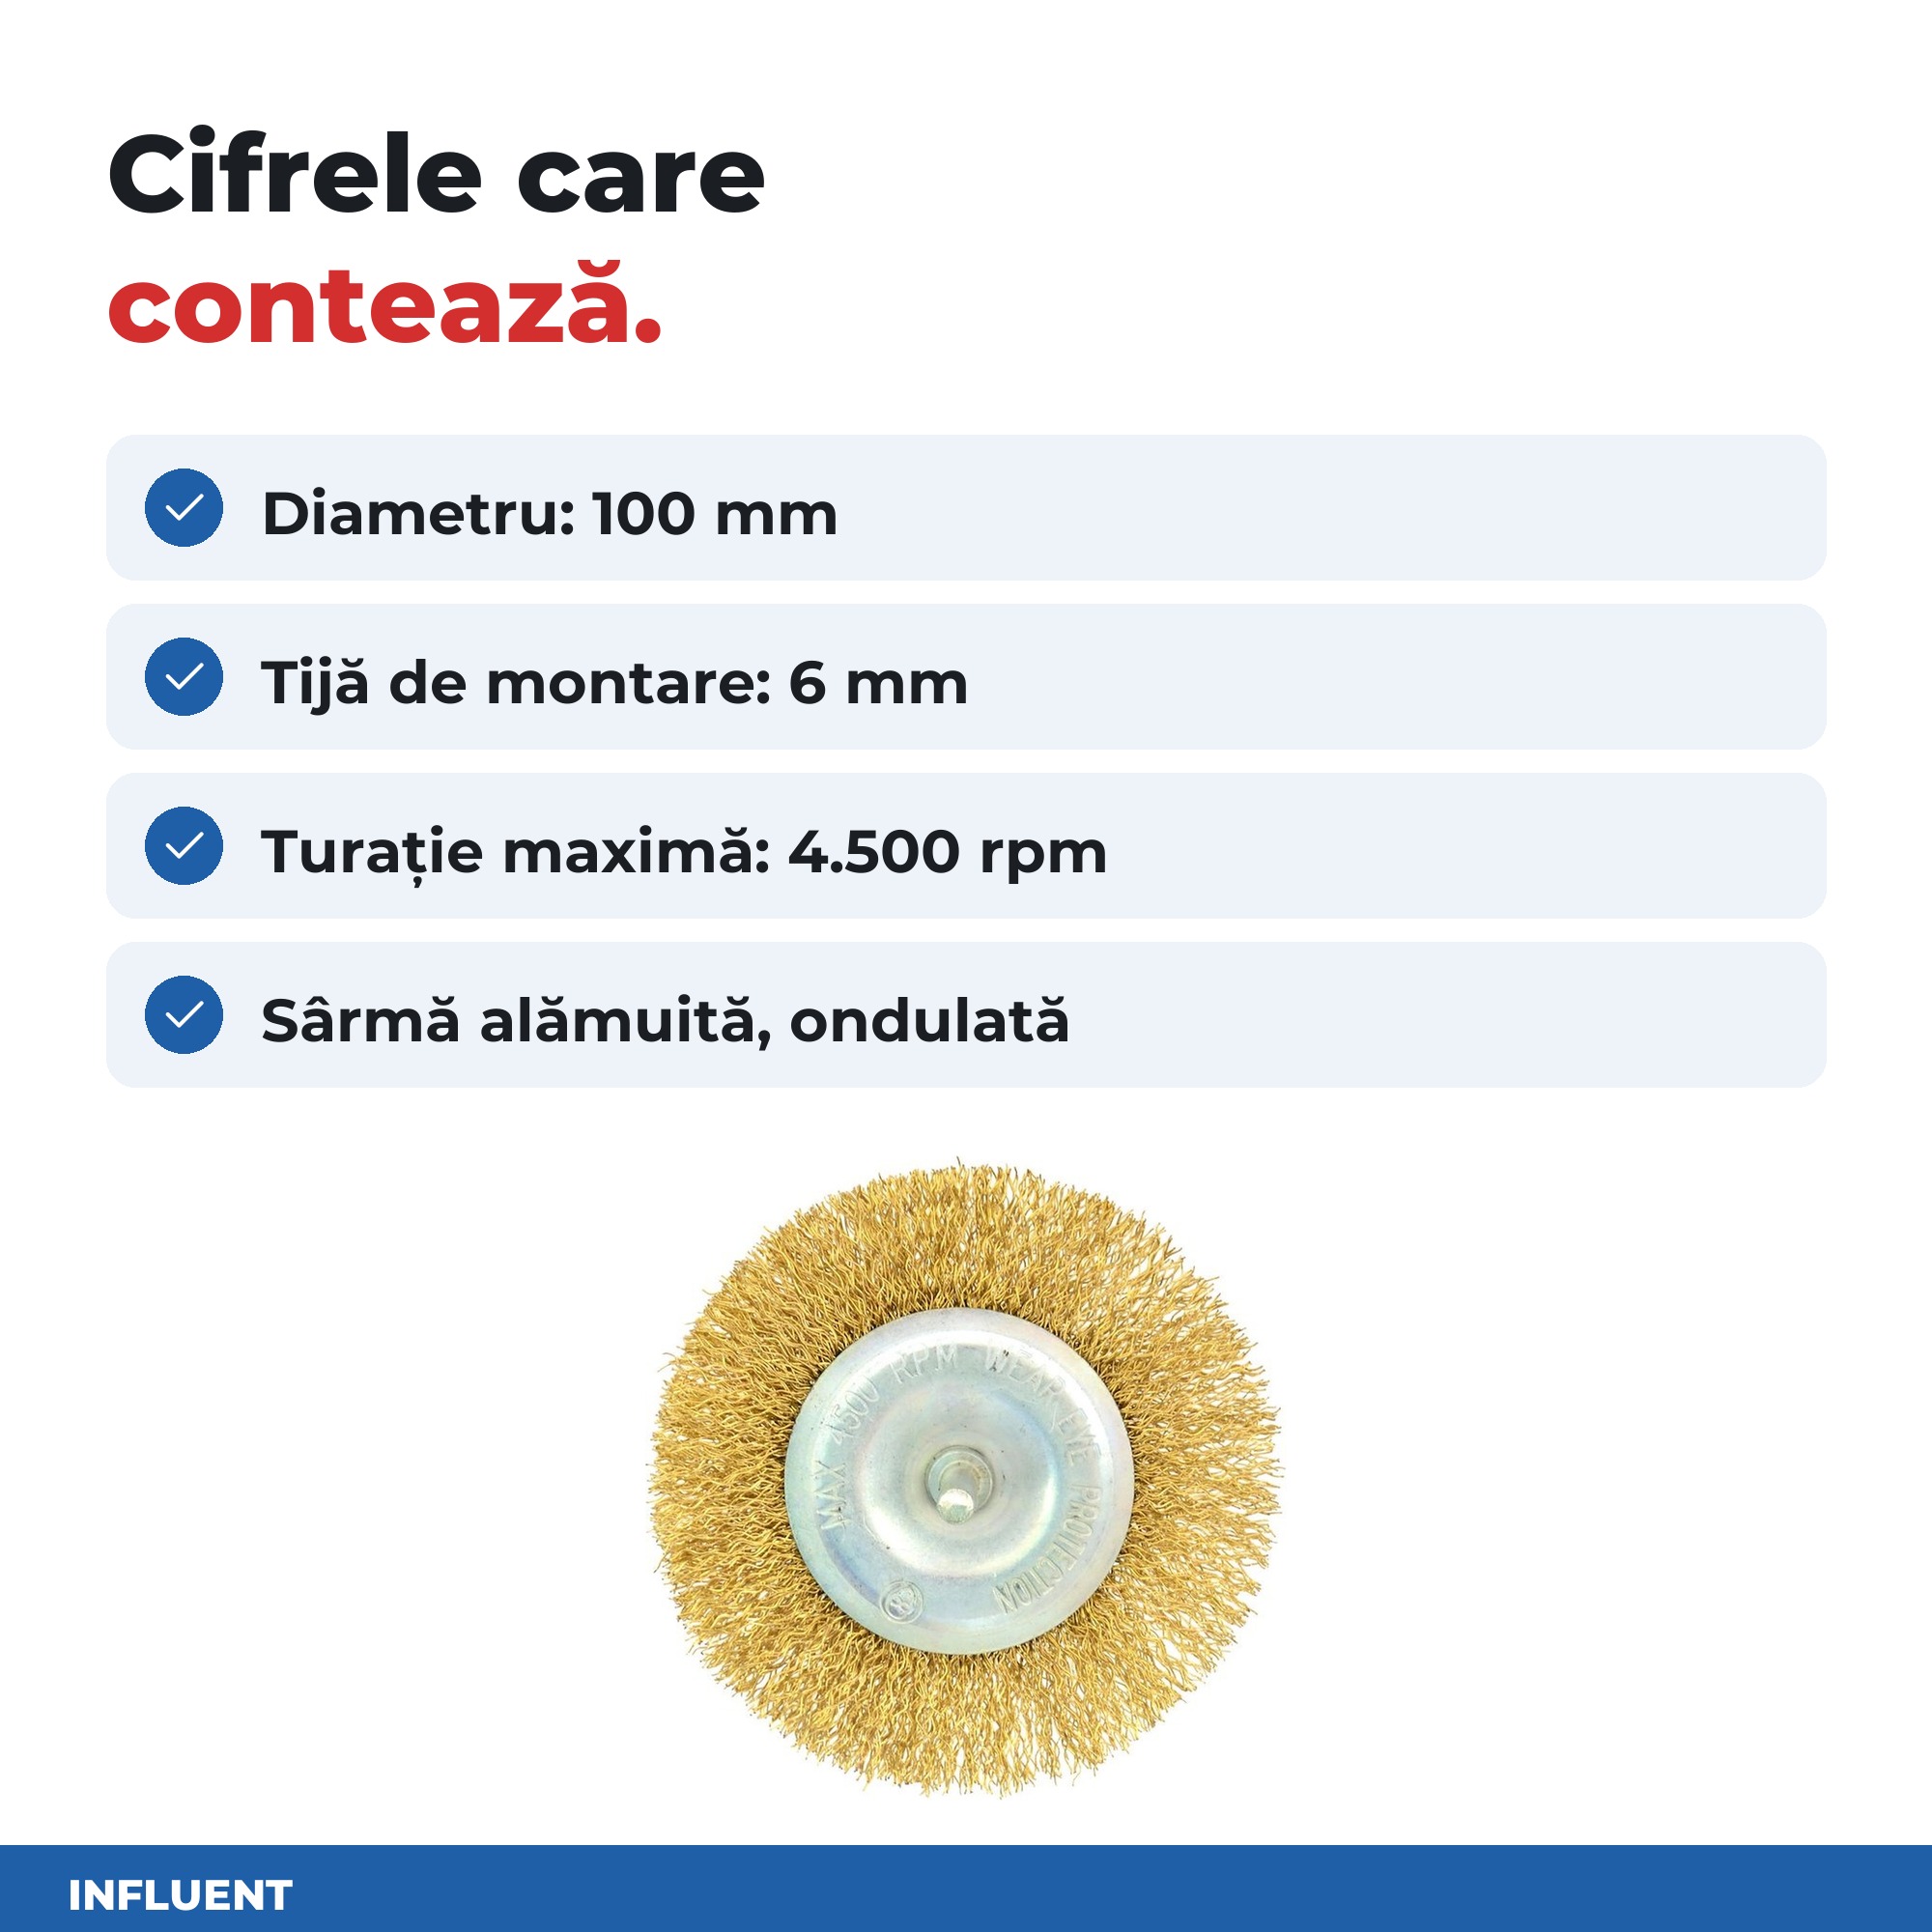 Cifrele care
contează.
Diametru: 100 mm
Tijă de montare: 6 mm
Turație maximă: 4.500 rpm
Sârmă alămuită, ondulată
MAX 4500 RPM WEAR EYE PROTECTION
INFLUENT